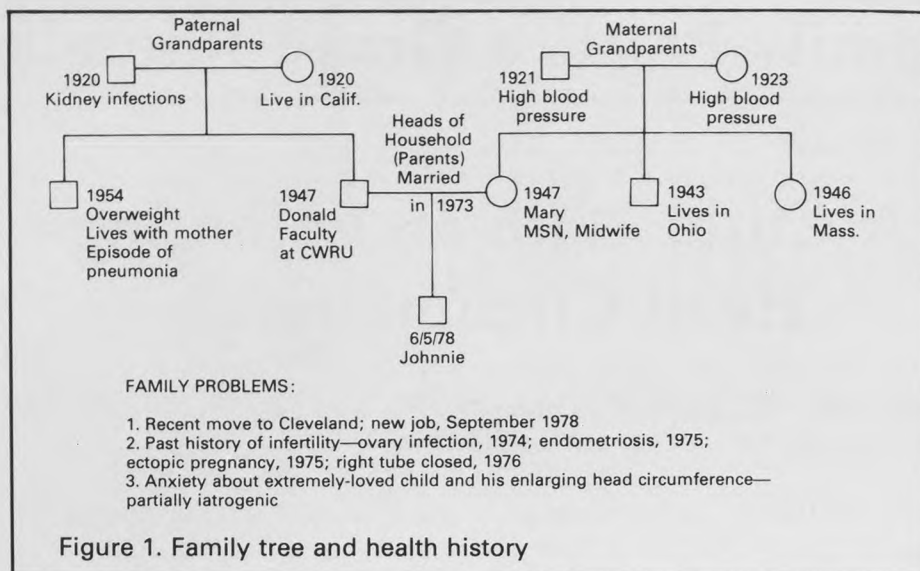 Paternal
Grandparents
Maternal
Grandparents
1920
Kidney infections
1920
Live in Calif.
1921
High blood
pressure
1923
High blood
pressure
Heads of
Household
(Parents)
Married
in 1973
1954
Overweight
Lives with mother
Episode of
pneumonia
1947
Donald
Faculty
at CWRU
1947
Mary
MSN, Midwife
1943
Lives in
Ohio
1946
Lives in
Mass.
6/5/78
Johnnie
FAMILY PROBLEMS:
1. Recent move to Cleveland; new job, September 1978
2. Past history of infertility—ovary infection, 1974; endometriosis, 1975;
ectopic pregnancy, 1975; right tube closed, 1976
3. Anxiety about extremely-loved child and his enlarging head circumference—
partially iatrogenic
Figure 1. Family tree and health history